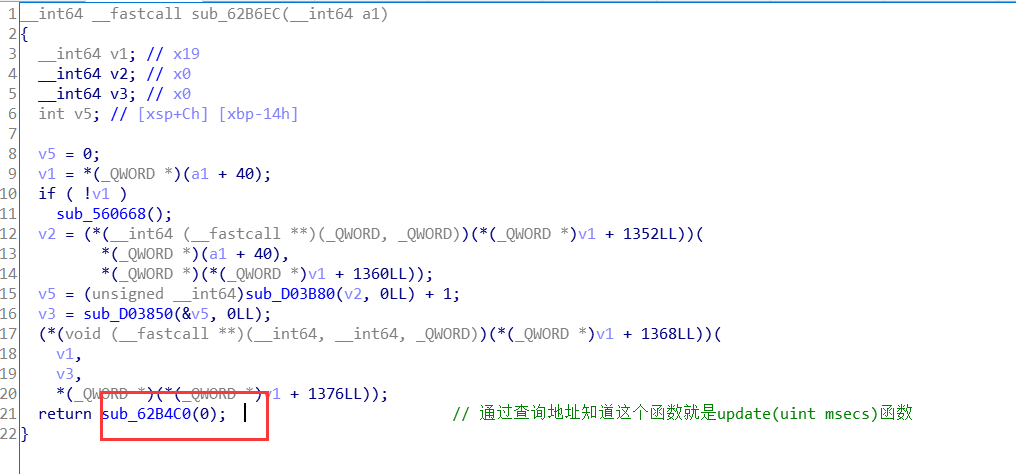 1 __int64 __fastcall sub_62B6EC(__int64 a1)
2 {
3   __int64 v1; // x19
4   __int64 v2; // x0
5   __int64 v3; // x0
6   int v5; // [xsp+Ch] [xbp-14h]
7
8   v5 = 0;
9   v1 = *(_QWORD *)(a1 + 40);
10   if ( !v1 )
11     sub_560668();
12   v2 = (*(__int64 (__fastcall **)(_QWORD, _QWORD))(*(_QWORD *)v1 + 1352LL))(
13          *(_QWORD *)(a1 + 40),
14          *(_QWORD *)(*(_QWORD *)v1 + 1360LL));
15   v5 = (unsigned __int64)sub_D03B80(v2, 0LL) + 1;
16   v3 = sub_D03850(&v5, 0LL);
17   (*(void (__fastcall **)(__int64, __int64, _QWORD))(*(_QWORD *)v1 + 1368LL))(
18     v1,
19     v3,
20     *(_QWORD *)(*(_QWORD *)v1 + 1376LL));
21   return sub_62B4C0(0); // 通过查询地址知道这个函数就是update(uint msecs)函数
22 }